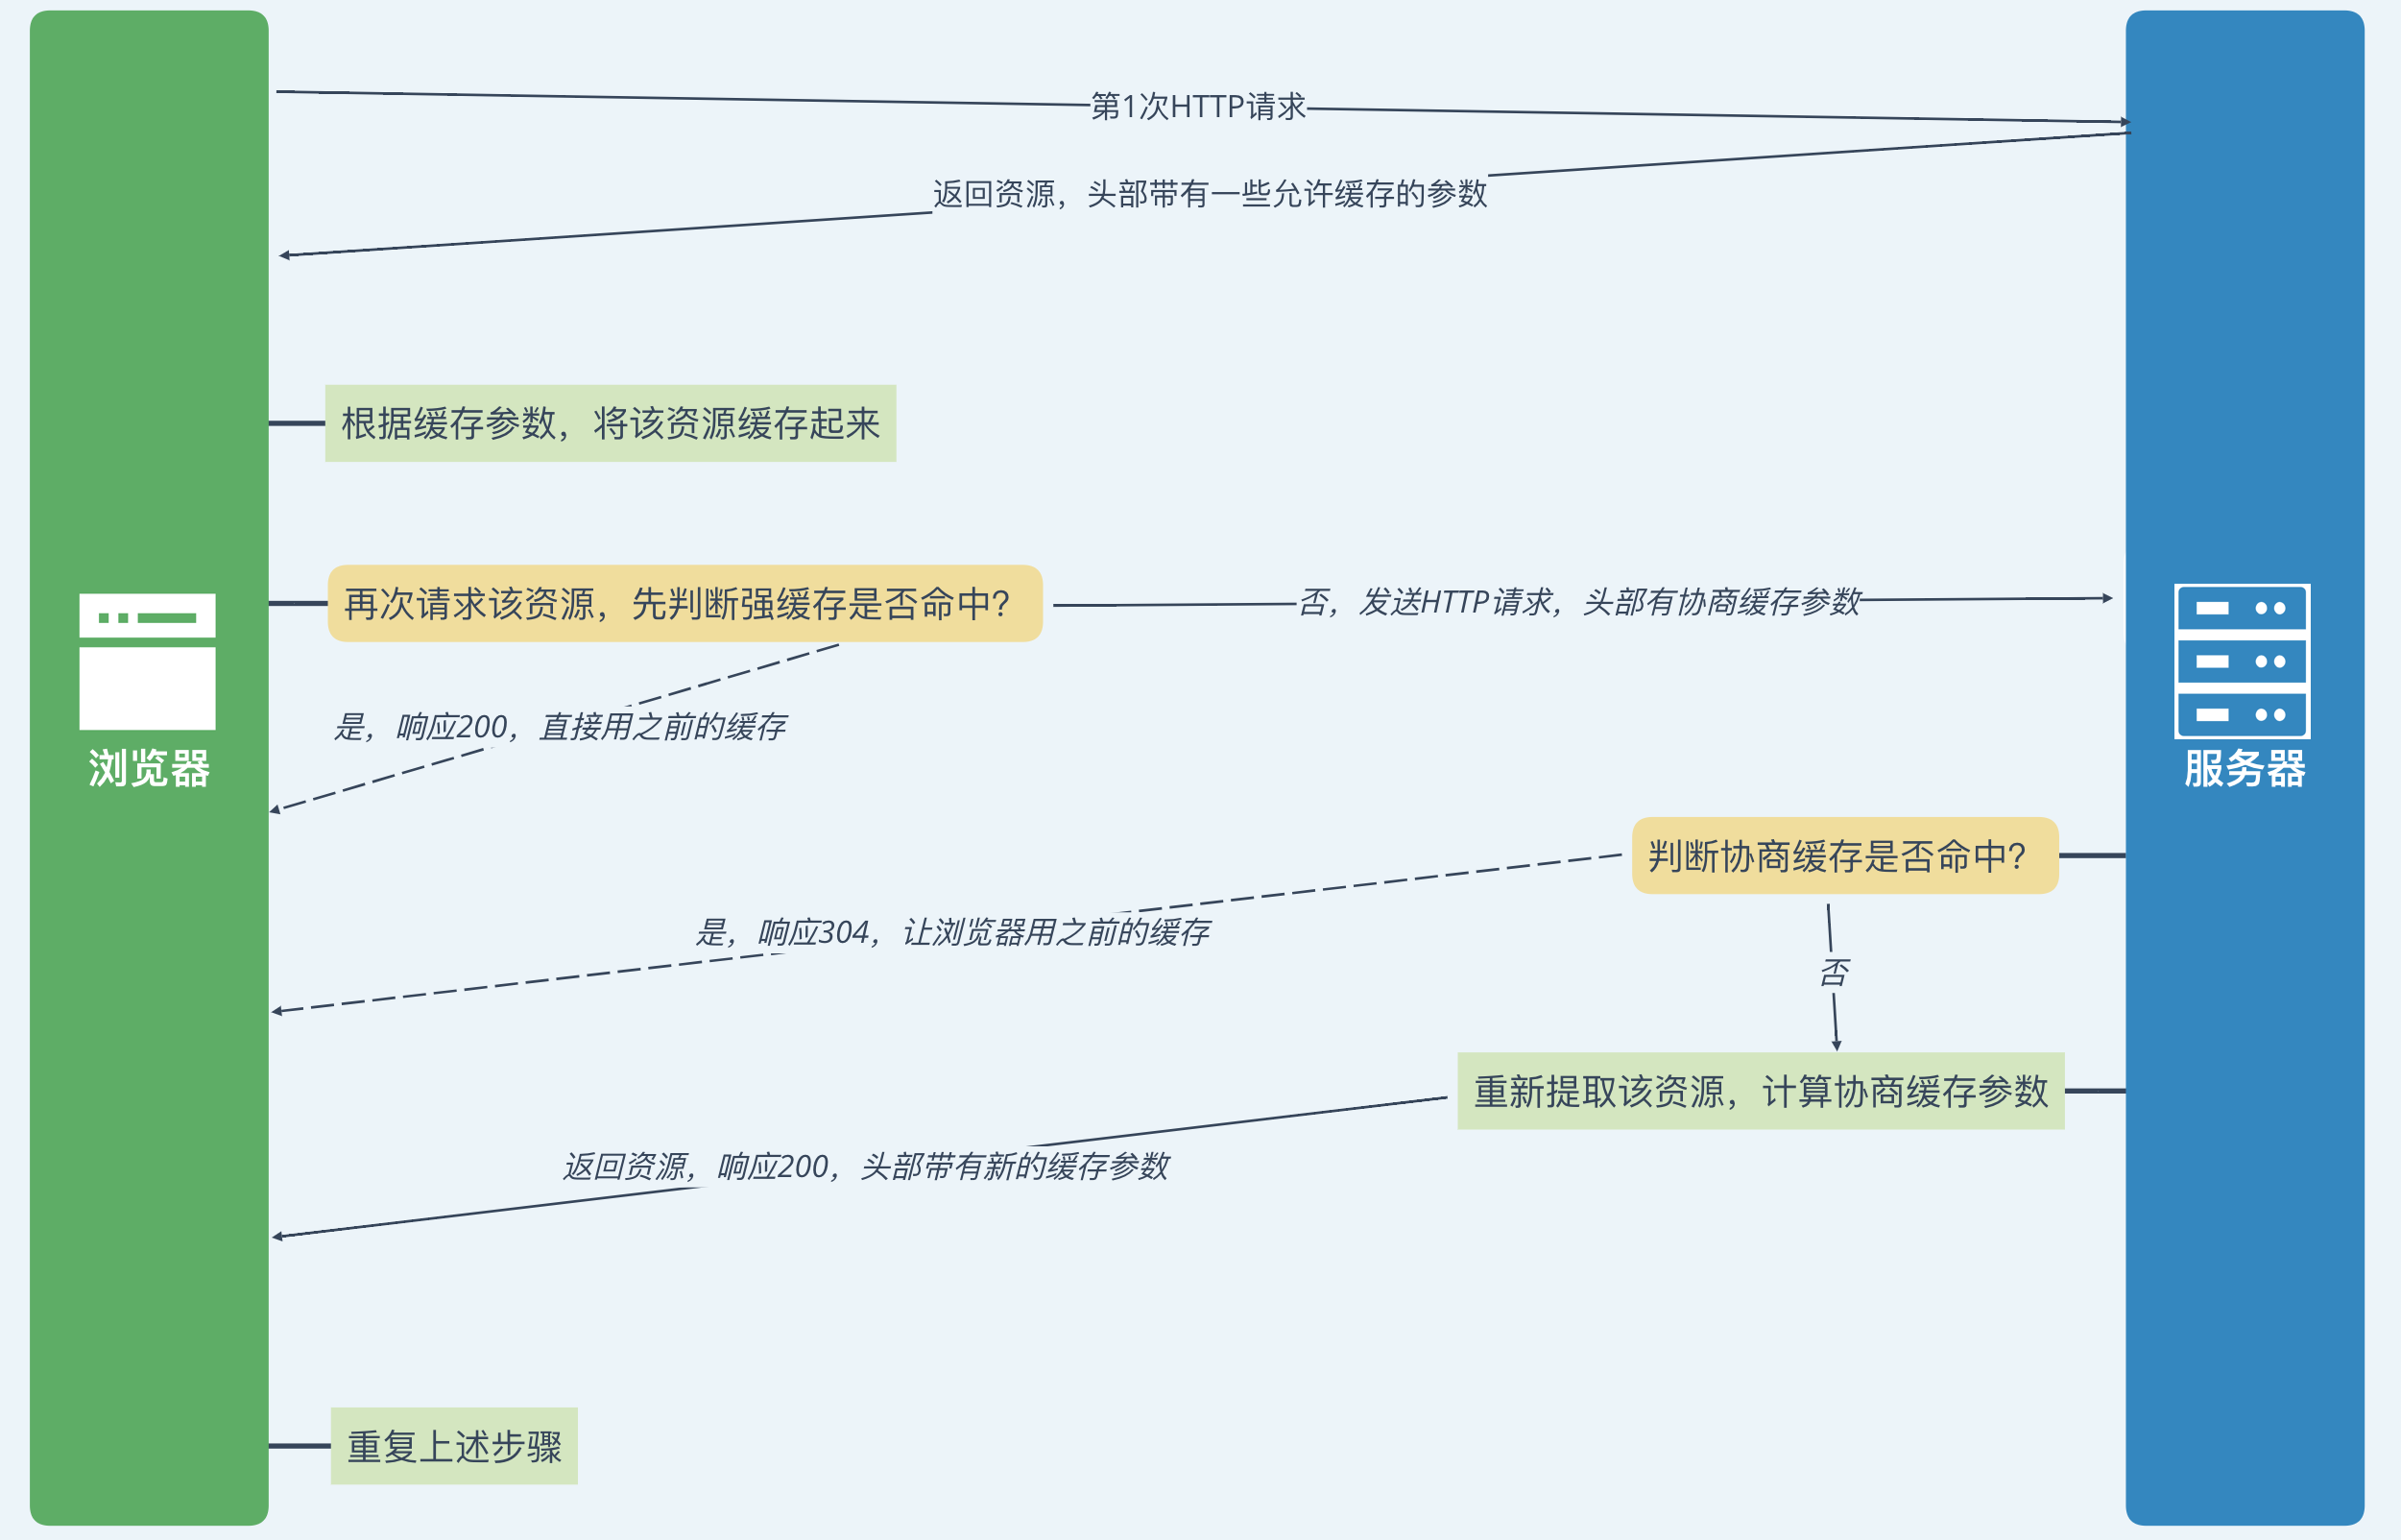 第1次HTTP请求
返回资源，头部带有一些允许缓存的参数
根据缓存参数，将该资源缓存起来
再次请求该资源，先判断强缓存是否命中？
否，发送HTTP请求，头部有协商缓存参数
是，响应200，直接用之前的缓存
浏览器
服务器
判断协商缓存是否命中？
是，响应304，让浏览器用之前的缓存
否
重新提取该资源，计算协商缓存参数
返回资源，响应200，头部带有新的缓存参数
重复上述步骤